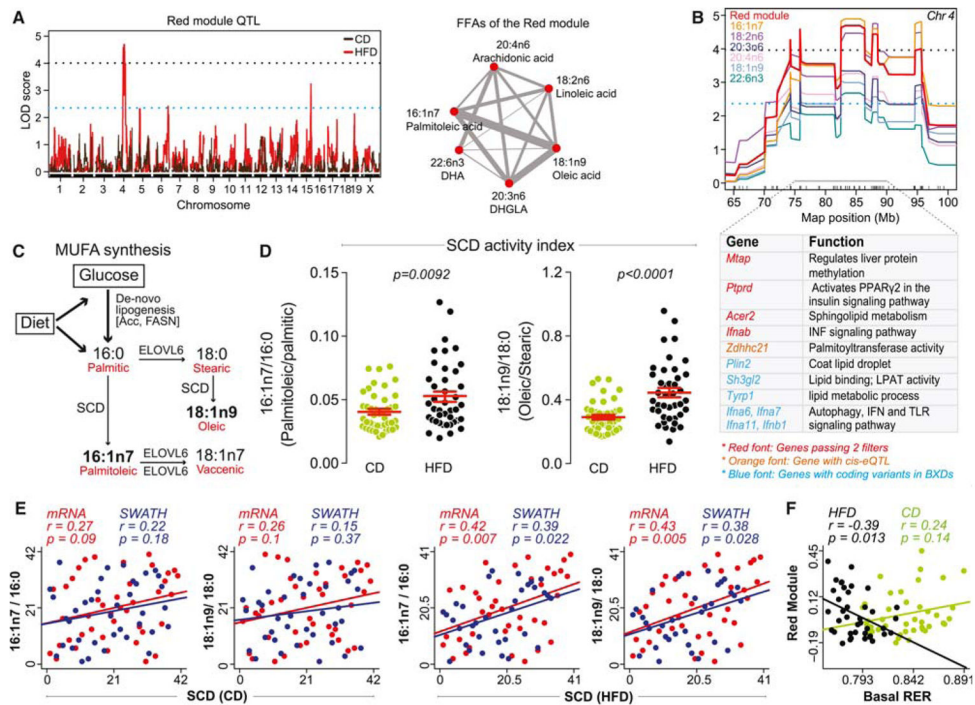 A
Red module QTL
CD
HFD
LOD score
5
4
3
2
1
0
1 2 3 4 5 6 7 8 9 10 11 12 13 14 15 16 17 18 19 X
Chromosome
FFAs of the Red module
20:4n6
Arachidonic acid
18:2n6
Linoleic acid
16:1n7
Palmitoleic acid
22:6n3
DHA
18:1n9
Oleic acid
20:3n6
DHGLA
B
Chr 4
Red module
16:1n7
18:2n6
20:3n6
20:4n6
18:1n9
22:6n3
5
4
3
2
1
0
65 70 75 80 85 90 95 100
Map position (Mb)
Gene Function
Mtap Regulates liver protein
methylation
Ptprd Activates PPARγ2 in the
insulin signaling pathway
Acer2 Sphingolipid metabolism
Ifnab INF signaling pathway
Zdhhc21 Palmitoyltransferase activity
Plin2 Coat lipid droplet
Sh3gl2 Lipid binding; LPAT activity
Tyrp1 lipid metabolic process
Ifna6, Ifna7 Autophagy, IFN and TLR
Ifna11, Ifnb1 signaling pathway
* Red font: Genes passing 2 filters
* Orange font: Gene with cis-eQTL
* Blue font: Genes with coding variants in BXDs
C
MUFA synthesis
Glucose
Diet
De-novo
lipogenesis
[Acc, FASN]
16:0 ELOVL6 18:0
Palmitic Stearic
SCD
SCD
18:1n9
Oleic
16:1n7 ELOVL6 18:1n7
Palmitoleic ELOVL6 Vaccenic
D
SCD activity index
p=0.0092
16:1n7/16:0
(Palmitoleic/palmitic)
0.15
0.10
0.05
0.00
CD HFD
p<0.0001
18:1n9/18:0
(Oleic/Stearic)
1.2
0.8
0.4
0.0
CD HFD
E
mRNA SWATH
r = 0.27 r = 0.22
p = 0.09 p = 0.18
16:1n7 / 16:0
42
21
0
0 21 42
mRNA SWATH
r = 0.26 r = 0.15
p = 0.1 p = 0.37
18:1n9/ 18:0
42
21
0
0 21 42
SCD (CD)
mRNA SWATH
r = 0.42 r = 0.39
p = 0.007 p = 0.022
16:1n7 / 16:0
41
20.5
0
0 20.5 41
mRNA SWATH
r = 0.43 r = 0.38
p = 0.005 p = 0.028
18:1n9/ 18:0
41
20.5
0
0 20.5 41
SCD (HFD)
F
HFD CD
r = -0.39 r = 0.24
p = 0.013 p = 0.14
Red Module
0.45
0.12
-0.19
0.793 0.842 0.891
Basal RER